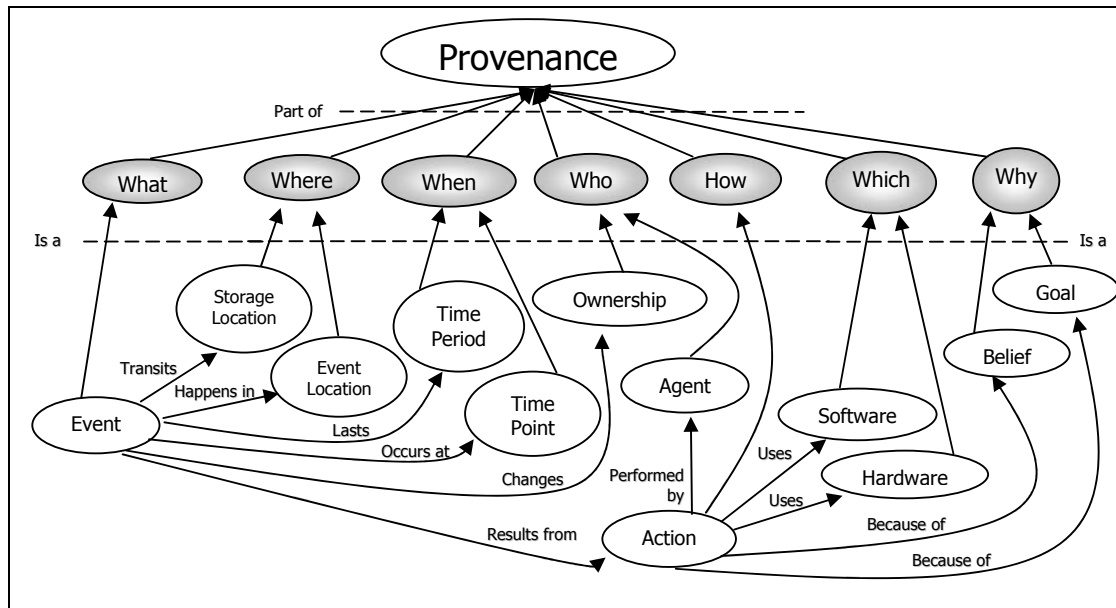 Provenance
Part of
What
Where
When
Who
How
Which
Why
Is a
Is a
Storage
Location
Time
Period
Ownership
Goal
Transits
Event
Location
Belief
Happens in
Agent
Event
Lasts
Time
Point
Software
Occurs at
Uses
Changes
Performed
by
Hardware
Uses
Results from
Action
Because of
Because of